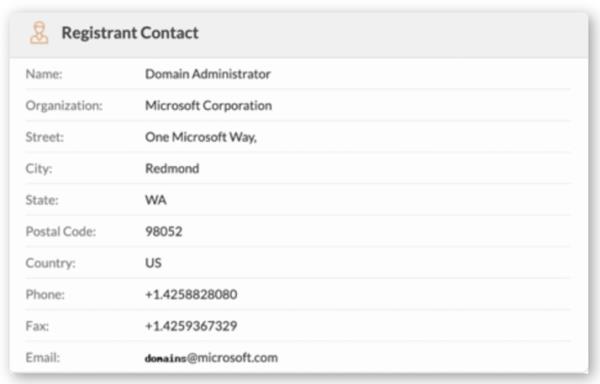 Registrant Contact
Name: Domain Administrator
Organization: Microsoft Corporation
Street: One Microsoft Way,
City: Redmond
State: WA
Postal Code: 98052
Country: US
Phone: +1.4258828080
Fax: +1.4259367329
Email: domains@microsoft.com